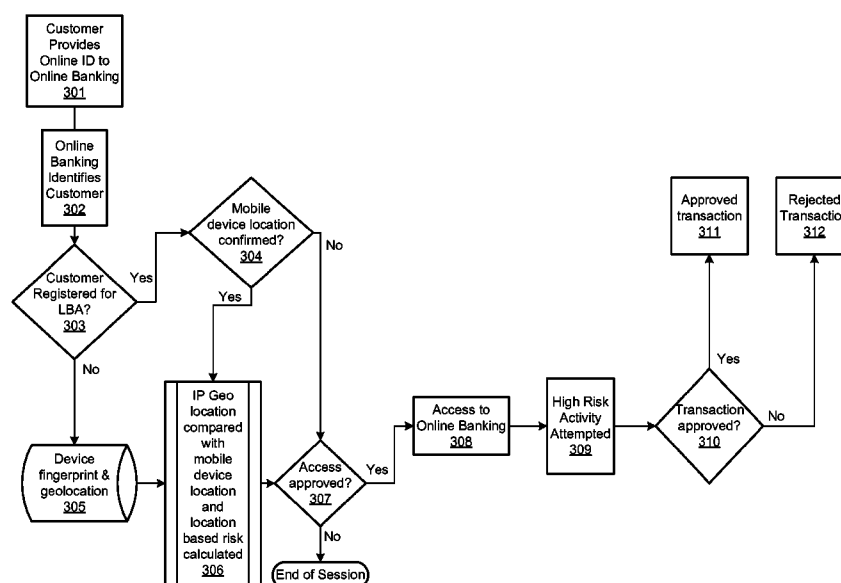 Customer
Provides
Online ID to
Online Banking
301
Online
Banking
Identifies
Customer
302
Customer
Registered for
LBA?
303
Yes
No
Mobile
device location
confirmed?
304
No
Yes
Device
fingerprint &
geolocation
305
IP Geo
location
compared
with
mobile
device
location
and
location
based risk
calculated
306
Access
approved?
307
Yes
No
End of Session
Access to
Online Banking
308
High Risk
Activity
Attempted
309
Transaction
approved?
310
Yes
No
Approved
transaction
311
Rejected
Transaction
312